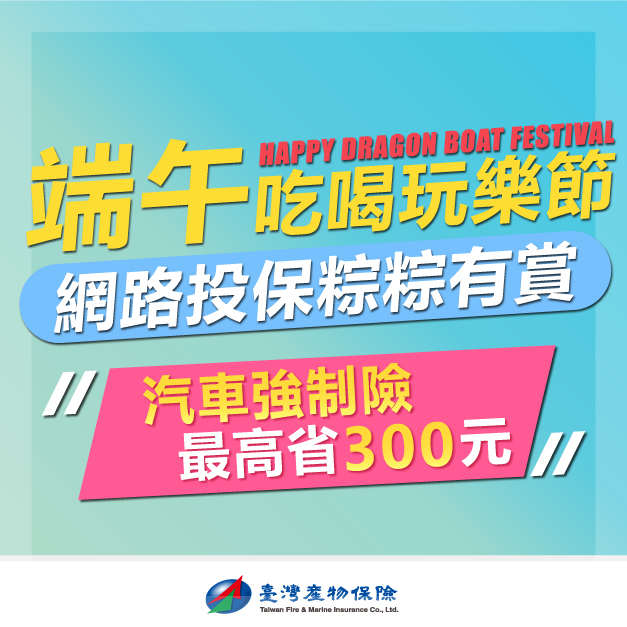 HAPPY DRAGON BOAT FESTIVAL
端午吃喝玩樂節
網路投保粽粽有賞
汽車強制險
最高省300元
臺灣產物保險
Taiwan Fire & Marine Insurance Co., Ltd.